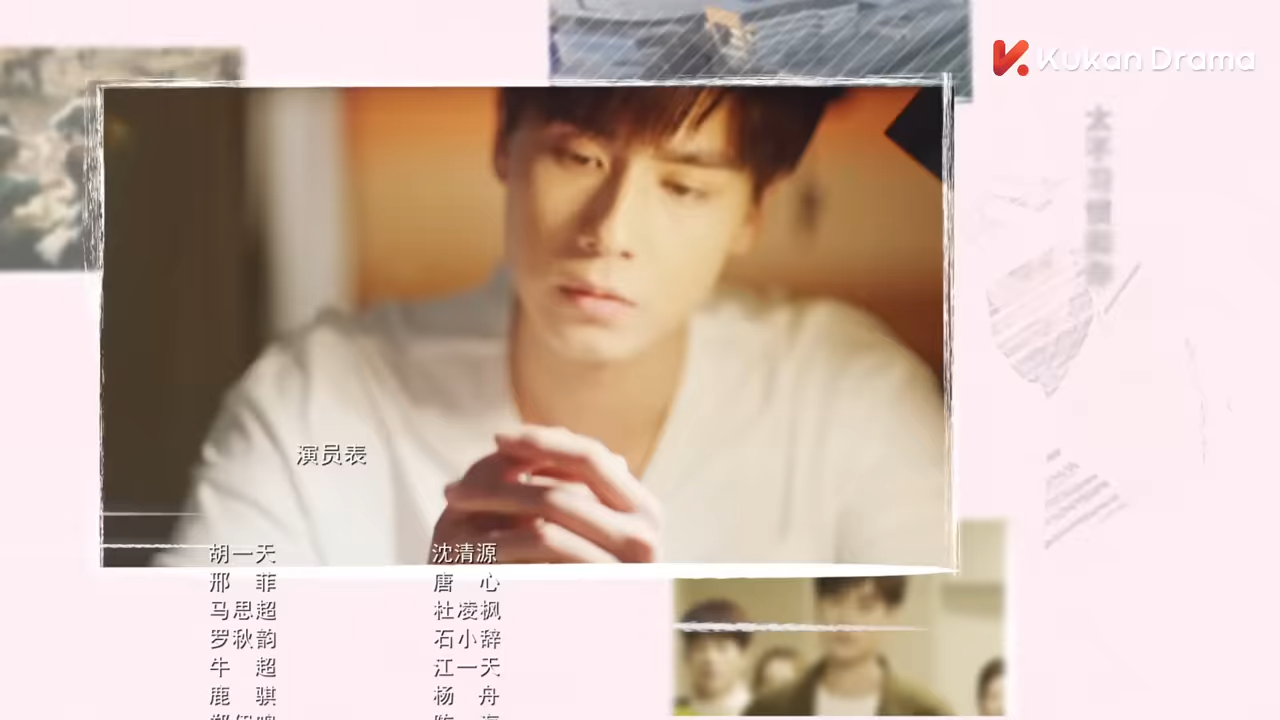 Kukan Drama
演员表
胡一天 沈清源
邢 菲 唐 心
马思超 杜凌枫
罗秋韵 石小辞
牛 超 江一天
鹿 骐 杨 舟